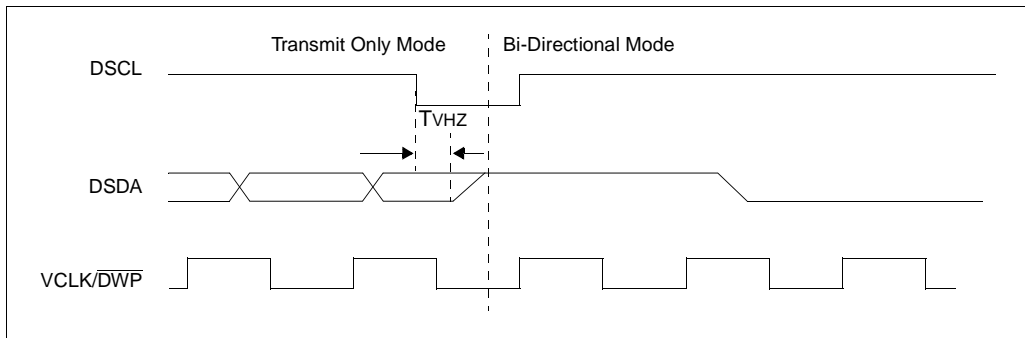 Transmit Only Mode
Bi-Directional Mode
DSCL
TVHZ
DSDA
VCLK/DWP